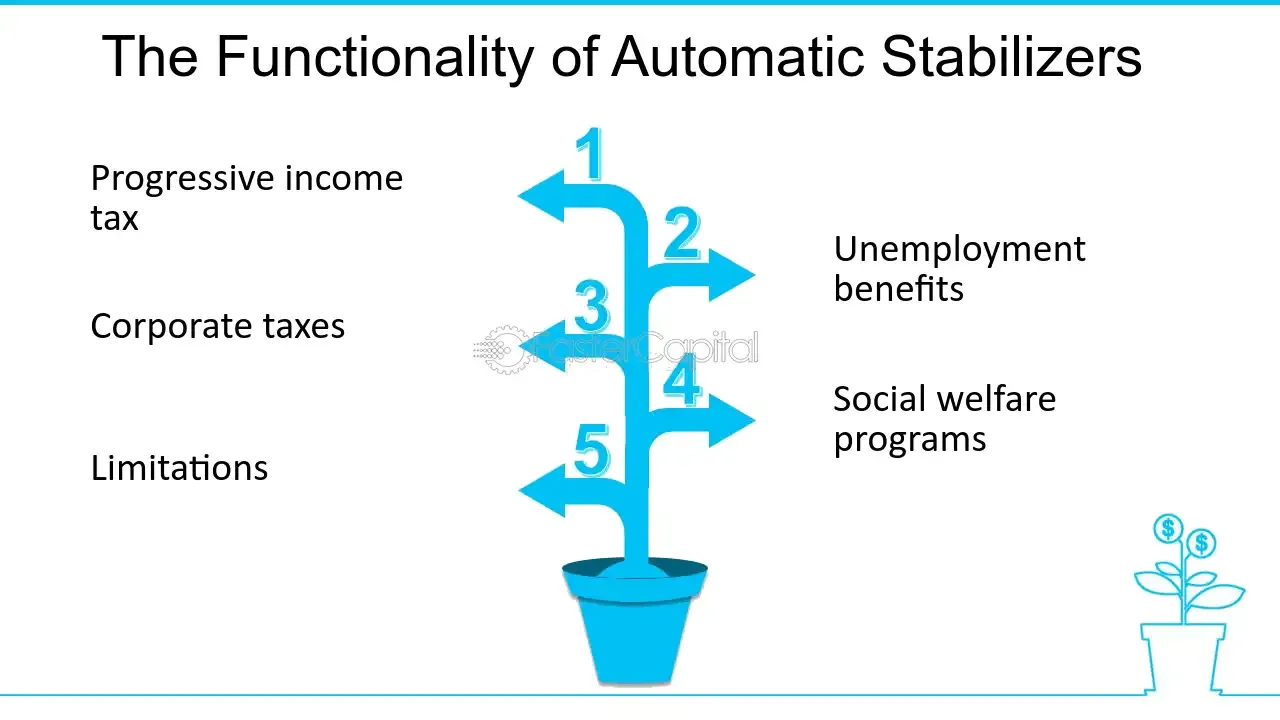 The Functionality of Automatic Stabilizers
1
Progressive income
tax
2
Unemployment
benefits
3
Corporate taxes
FasterCapital
4
Social welfare
programs
5
Limitations
$
$